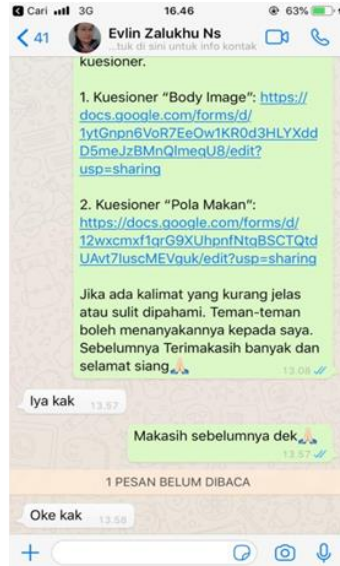 Cari 3G 16.46 63%
41 Evlin Zalukhu Ns
...tuk di sini untuk info kontak
kuesioner.
1. Kuesioner “Body Image”: https://
docs.google.com/forms/d/
1ytGnpn6VoR7EeOw1KR0d3HLYXdd
D5meJzBMnQlmeqU8/edit?
usp=sharing
2. Kuesioner “Pola Makan”:
https://docs.google.com/forms/d/
12wxcmxf1qrG9XUhpnfNtgBSCTQtd
UAvt7IuscMEVguk/edit?usp=sharing
Jika ada kalimat yang kurang jelas
atau sulit dipahami. Teman-teman
boleh menanyakannya kepada saya.
Sebelumnya Terimakasih banyak dan
selamat siang🙏🏻
13.08
Iya kak 13.57
Makasih sebelumnya dek🙏🏻
13.57
1 PESAN BELUM DIBACA
Oke kak 13.58